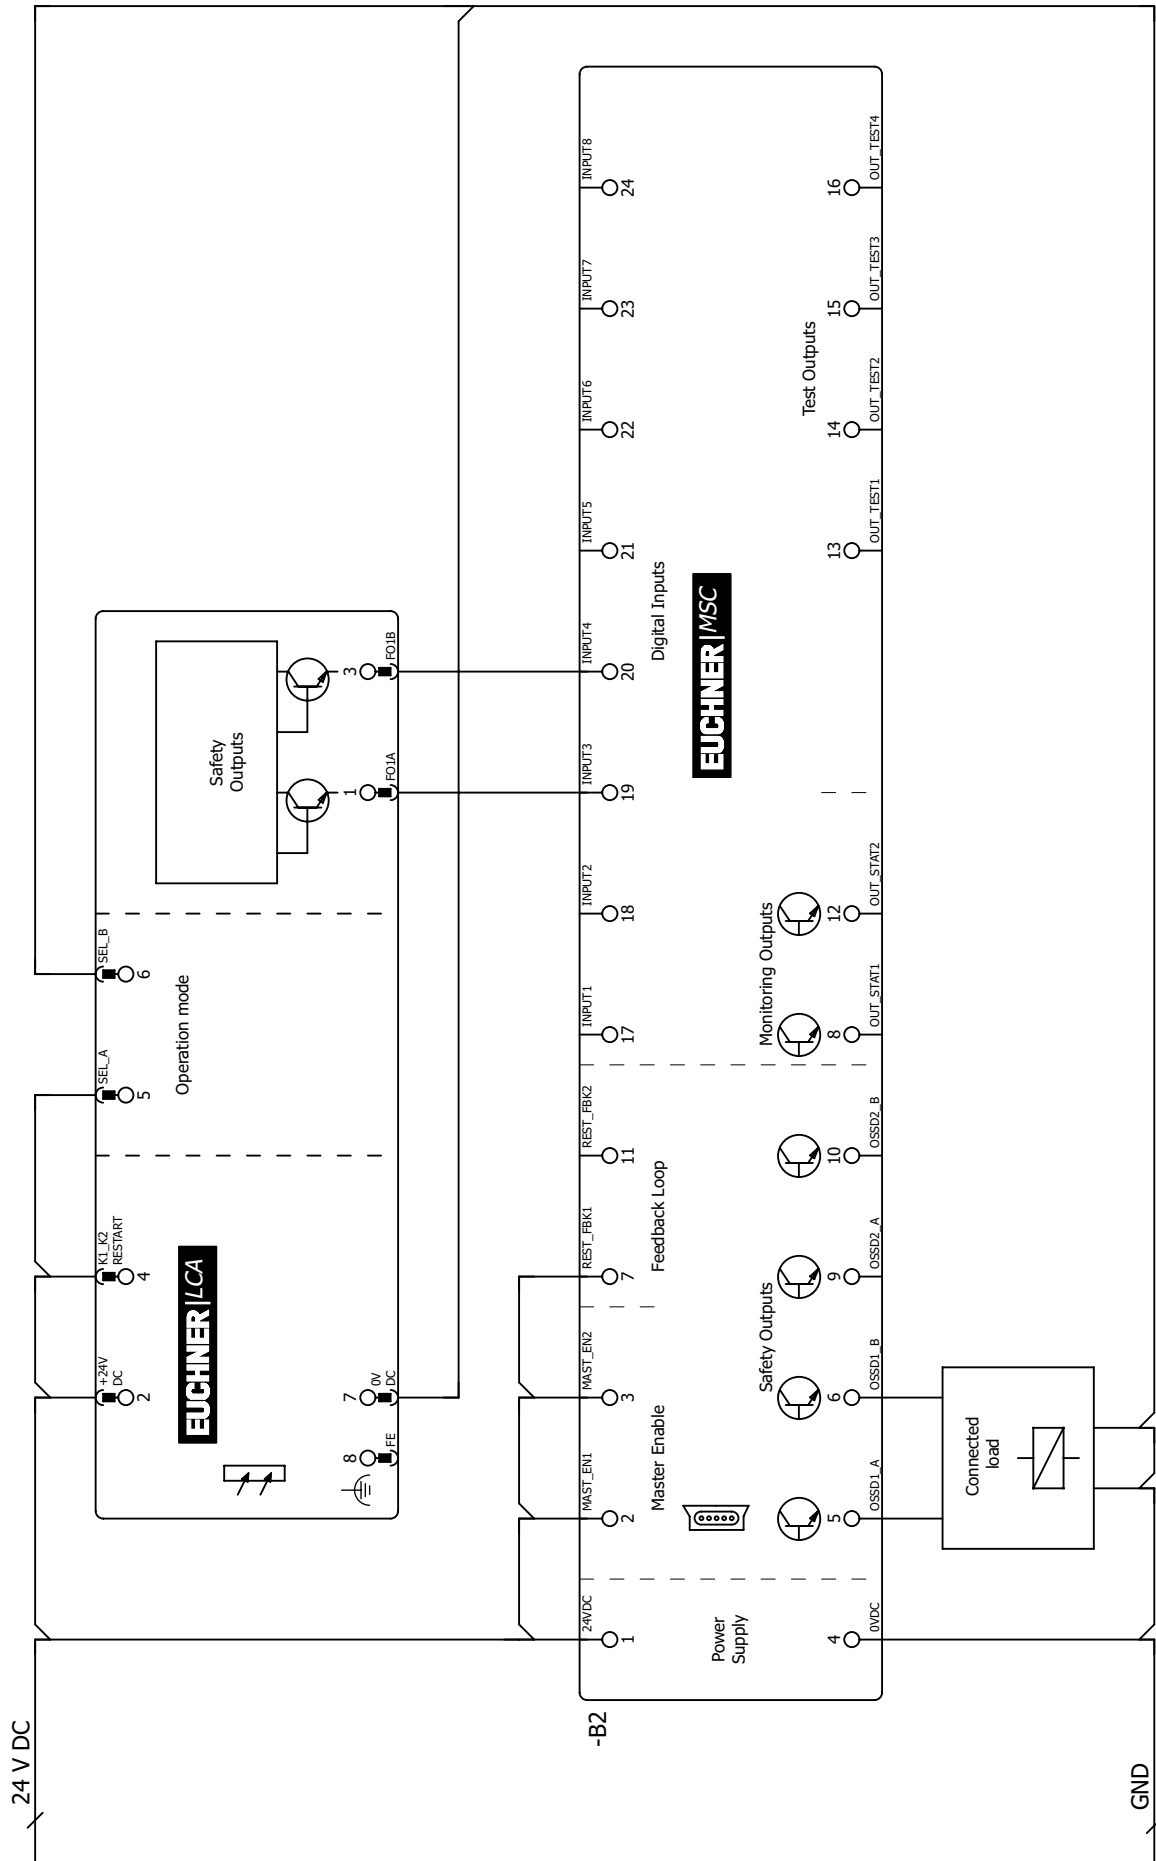 24 V DC
GND
-B2
+24V
DC
2
K1_K2
RESTART
4
SEL_A
5
SEL_B
6
Operation mode
EUCHNER|LCA
Safety
Outputs
8
FE
7
0V
DC
1
FO1A
3
FO1B
24VDC
1
MAST_EN1
2
MAST_EN2
3
REST_FBK1
7
REST_FBK2
11
INPUT1
17
INPUT2
18
INPUT3
19
INPUT4
20
INPUT5
21
INPUT6
22
INPUT7
23
INPUT8
24
Power
Supply
Master Enable
Feedback Loop
Digital Inputs
EUCHNER|MSC
Safety Outputs
Monitoring Outputs
Test Outputs
4
0VDC
5
OSSD1_A
6
OSSD1_B
9
OSSD2_A
10
OSSD2_B
8
OUT_STAT1
12
OUT_STAT2
13
OUT_TEST1
14
OUT_TEST2
15
OUT_TEST3
16
OUT_TEST4
Connected
load